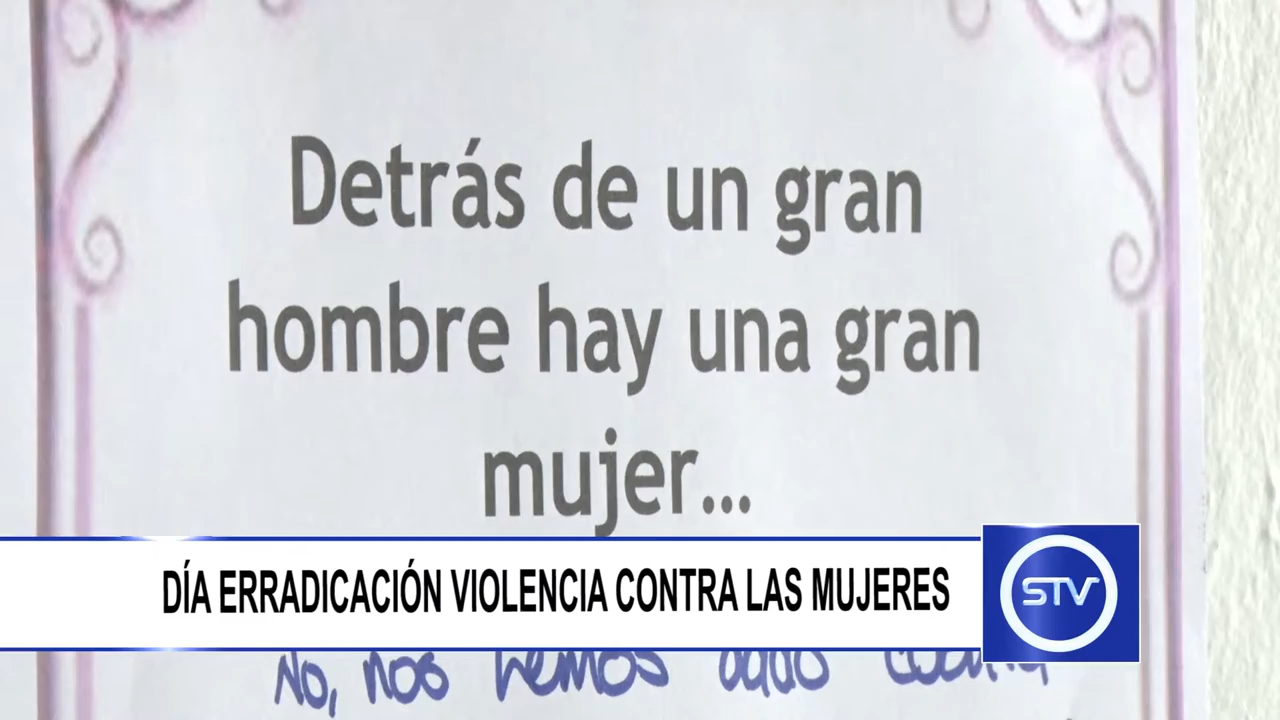 Detrás de un gran
hombre hay una gran
mujer...
DÍA ERRADICACIÓN VIOLENCIA CONTRA LAS MUJERES
STV
No, nos hemos dado cuenta